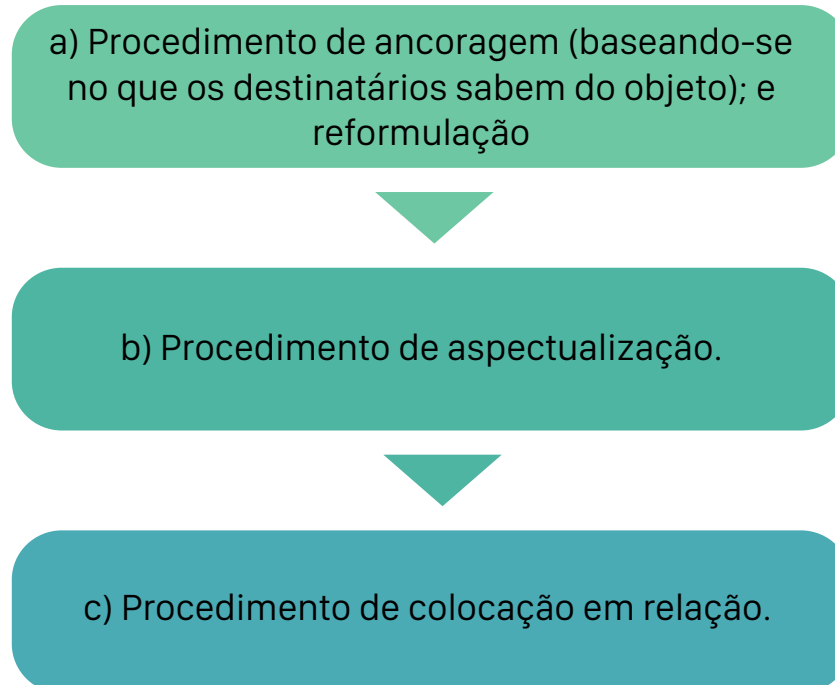 a) Procedimento de ancoragem (baseando-se
no que os destinatários sabem do objeto); e
reformulação
b) Procedimento de aspectualização.
c) Procedimento de colocação em relação.